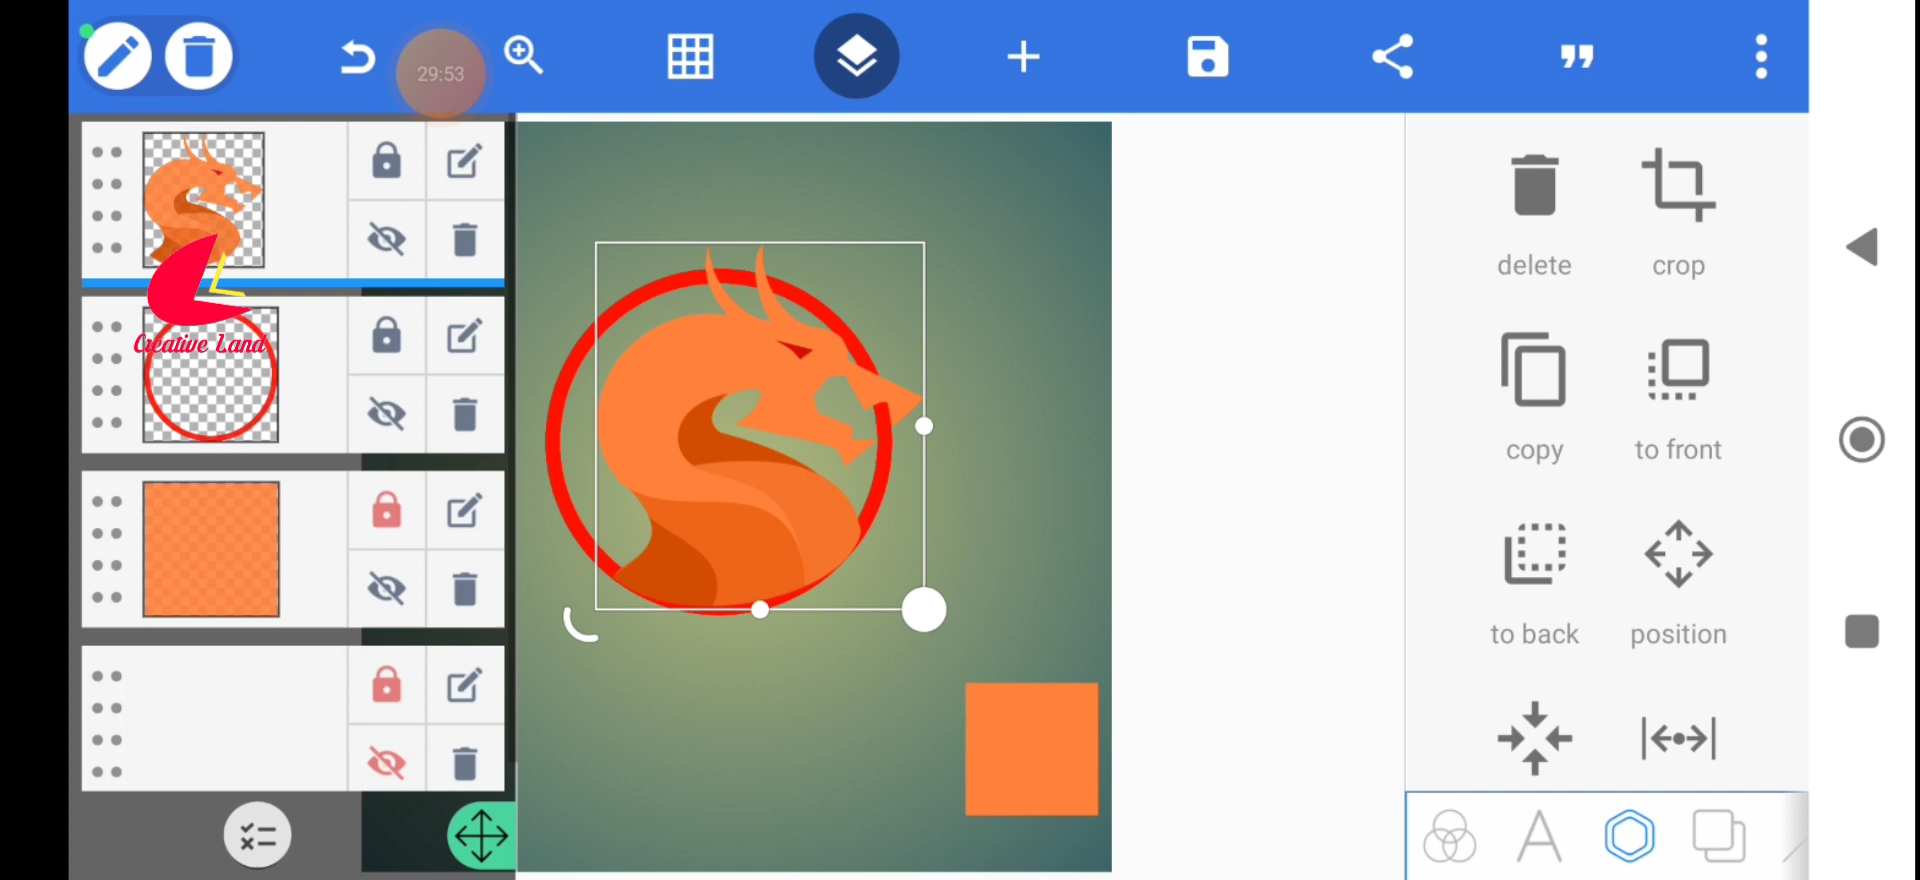 29:53
Creative Land
delete
crop
copy
to front
to back
position